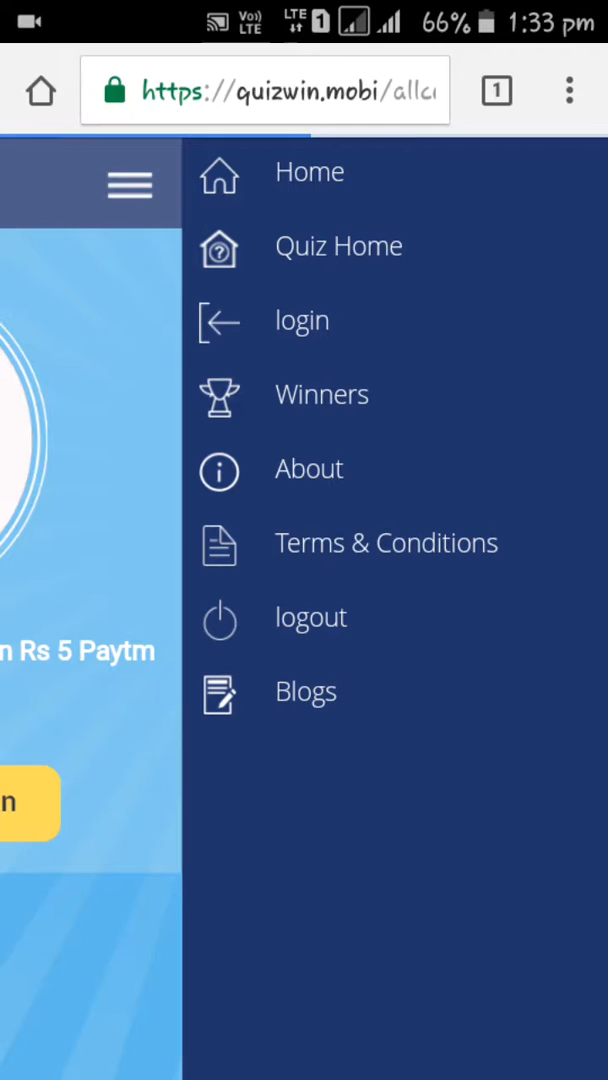 Vo)) LTE LTE 1 66% 1:33 pm
https://quizwin.mobi/allc
1
Home
Quiz Home
login
Winners
About
Terms & Conditions
logout
n Rs 5 Paytm
Blogs
n